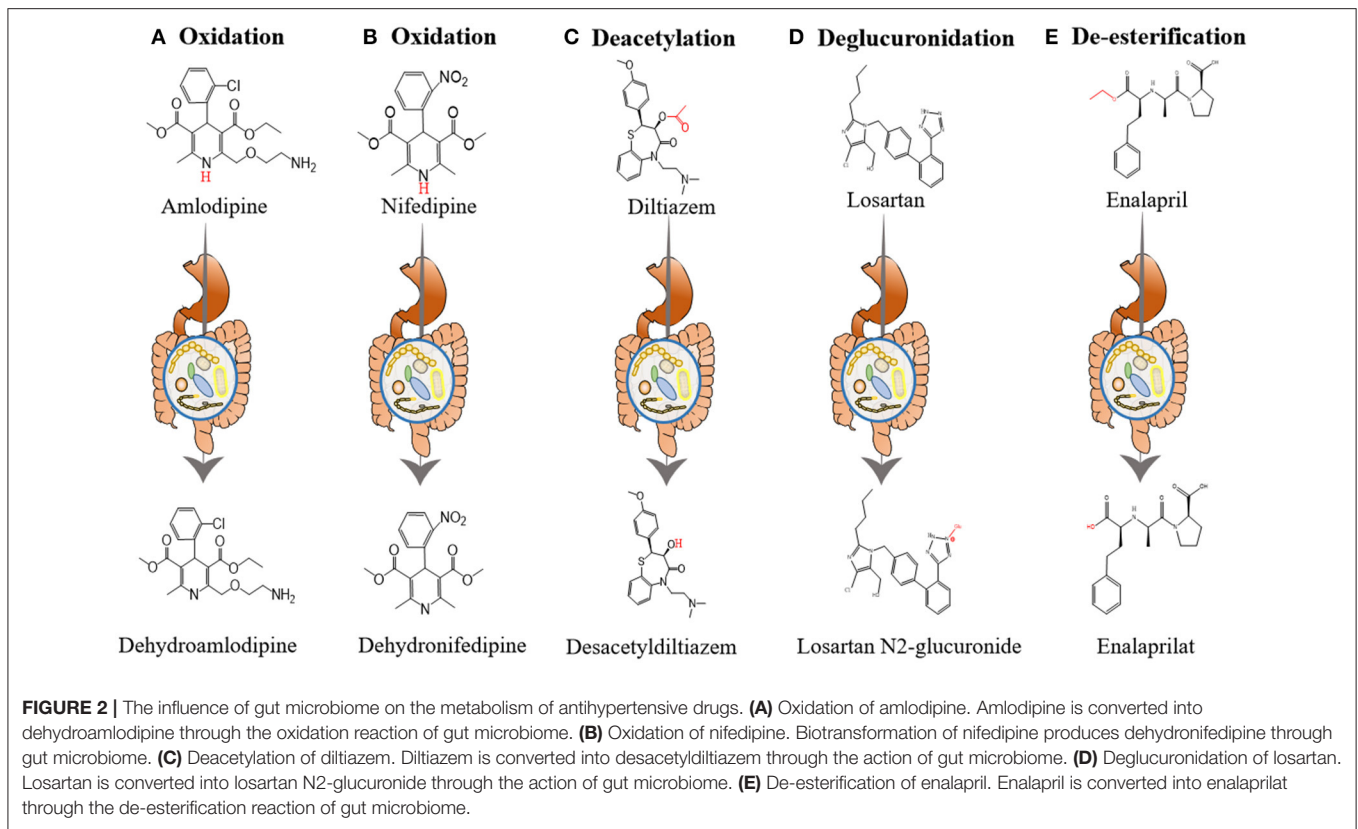 A Oxidation
B Oxidation
C Deacetylation
D Deglucuronidation
E De-esterification
Amlodipine
Nifedipine
Diltiazem
Losartan
Enalapril
Dehydroamlodipine
Dehydronifedipine
Desacetyldiltiazem
Losartan N2-glucuronide
Enalaprilat
FIGURE 2 | The influence of gut microbiome on the metabolism of antihypertensive drugs. (A) Oxidation of amlodipine. Amlodipine is converted into
dehydroamlodipine through the oxidation reaction of gut microbiome. (B) Oxidation of nifedipine. Biotransformation of nifedipine produces dehydronifedipine through
gut microbiome. (C) Deacetylation of diltiazem. Diltiazem is converted into desacetyldiltiazem through the action of gut microbiome. (D) Deglucuronidation of losartan.
Losartan is converted into losartan N2-glucuronide through the action of gut microbiome. (E) De-esterification of enalapril. Enalapril is converted into enalaprilat
through the de-esterification reaction of gut microbiome.